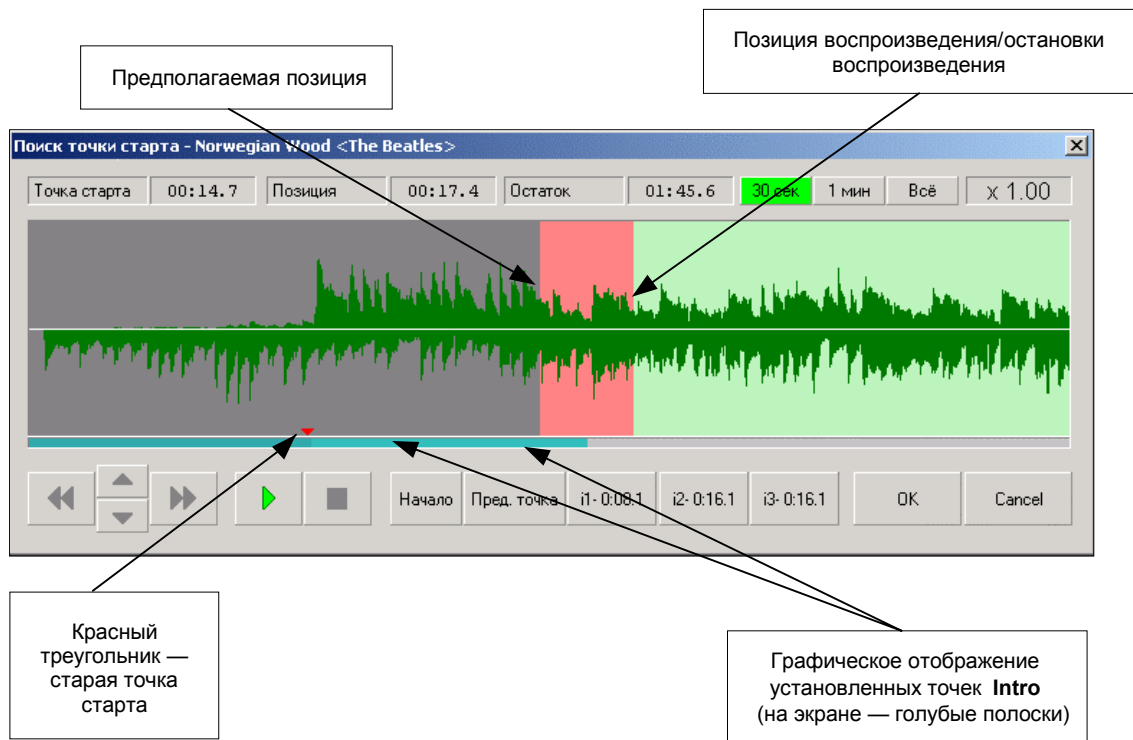 Позиция воспроизведения/остановки
воспроизведения
Предполагаемая позиция
Поиск точки старта - Norwegian Wood <The Beatles>
Точка старта 00:14.7 Позиция 00:17.4 Остаток 01:45.6 30 сек 1 мин Всё x 1.00
Начало Пред. точка i1- 0:08.1 i2- 0:16.1 i3- 0:16.1 OK Cancel
Красный
треугольник —
старая точка
старта
Графическое отображение
установленных точек Intro
(на экране — голубые полоски)